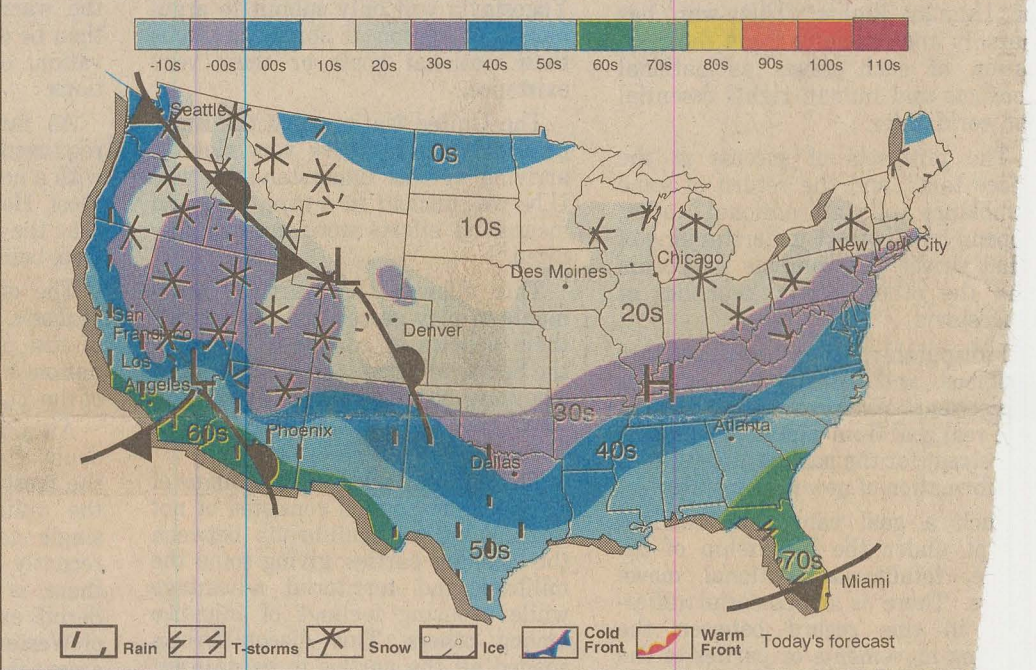 -10s -00s 00s 10s 20s 30s 40s 50s 60s 70s 80s 90s 100s 110s
Seattle
0s
10s
New York City
Chicago
Des Moines
L
20s
San
Francisco
Denver
Los
Angeles
L
H
30s
60s
Phoenix
Atlanta
40s
Dallas
50s
70s
Miami
Rain
T-storms
Snow
Ice
Cold
Front
Warm
Front
Today's forecast